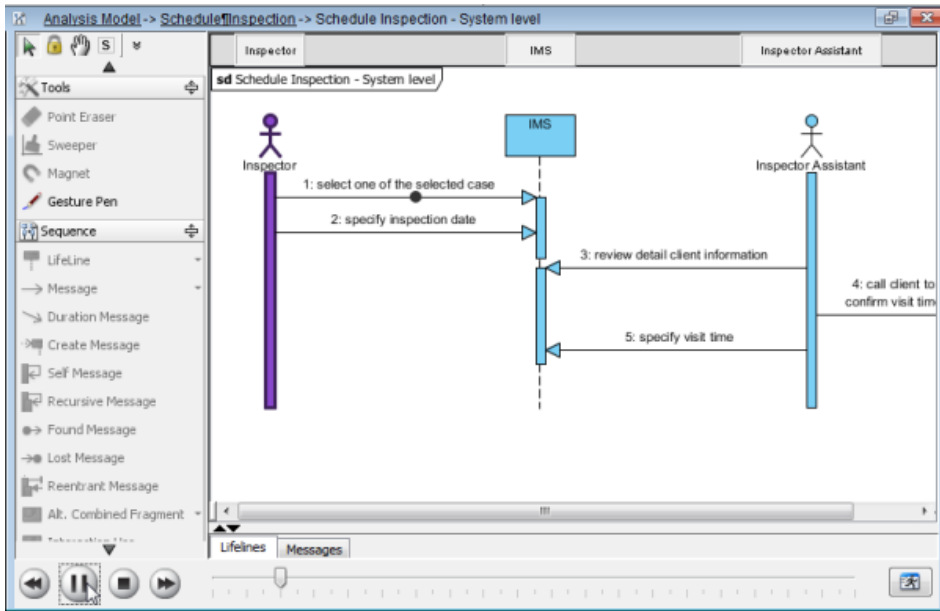 Analysis Model -> Schedule¶Inspection -> Schedule Inspection - System level
S
Inspector
IMS
Inspector Assistant
Tools
Point Eraser
Sweeper
Magnet
Gesture Pen
Sequence
LifeLine
Message
Duration Message
Create Message
Self Message
Recursive Message
Found Message
Lost Message
Reentrant Message
Alt. Combined Fragment
sd Schedule Inspection - System level
IMS
Inspector
Inspector Assistant
1: select one of the selected case
2: specify inspection date
3: review detail client information
4: call client to
confirm visit time
5: specify visit time
Lifelines
Messages